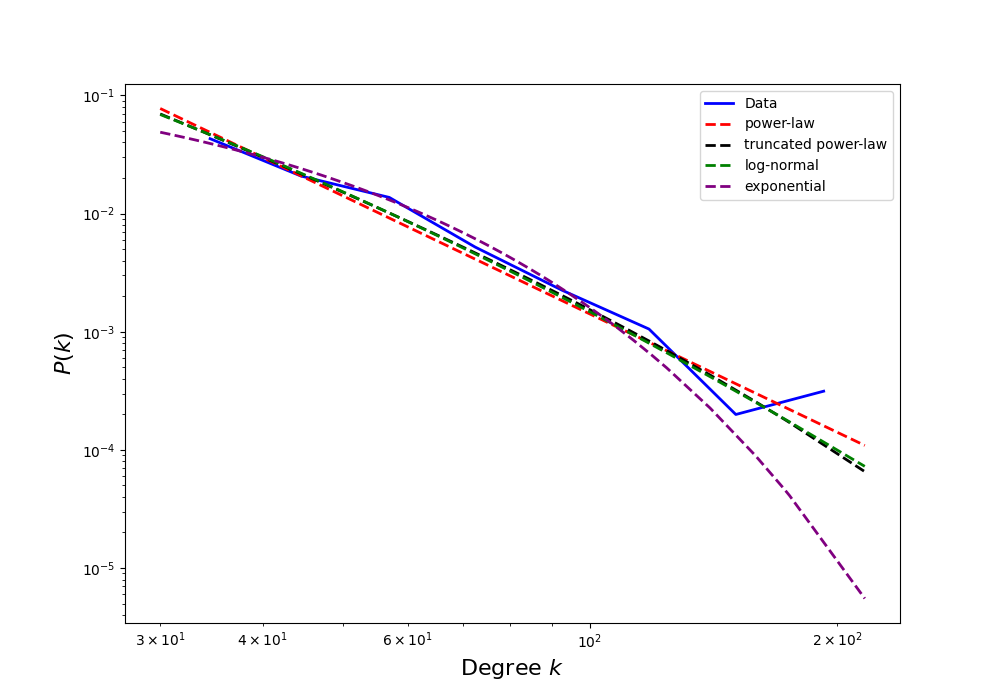 Data
power-law
truncated power-law
log-normal
exponential
10⁻¹
10⁻²
10⁻³
10⁻⁴
10⁻⁵
P(k)
3 × 10¹
4 × 10¹
6 × 10¹
10²
2 × 10²
Degree k